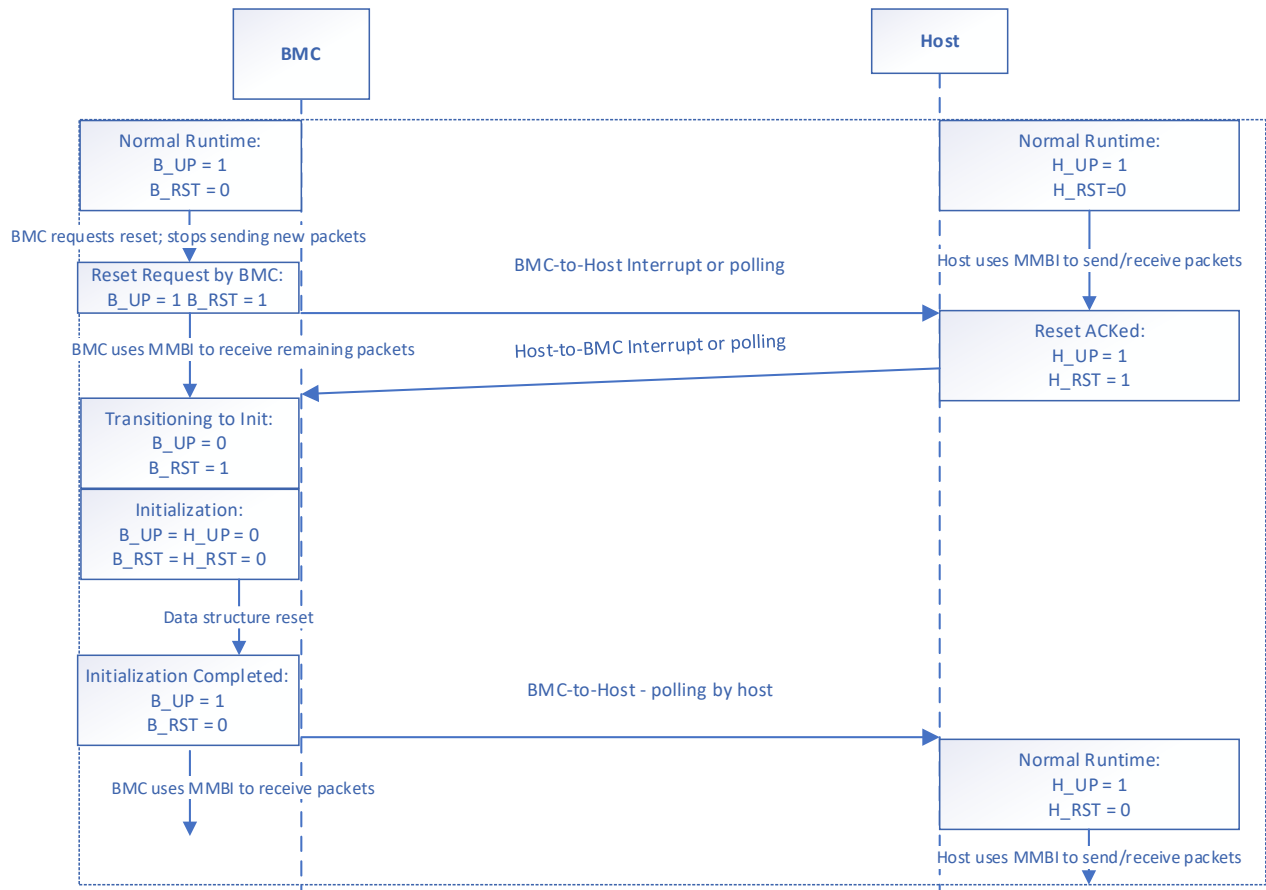 BMC
Host
Normal Runtime:
B_UP = 1
B_RST = 0
Normal Runtime:
H_UP = 1
H_RST=0
BMC requests reset; stops sending new packets
BMC-to-Host Interrupt or polling
Host uses MMBI to send/receive packets
Reset Request by BMC:
B_UP = 1 B_RST = 1
Reset ACKed:
H_UP = 1
H_RST = 1
BMC uses MMBI to receive remaining packets
Host-to-BMC Interrupt or polling
Transitioning to Init:
B_UP = 0
B_RST = 1
Initialization:
B_UP = H_UP = 0
B_RST = H_RST = 0
Data structure reset
Initialization Completed:
B_UP = 1
B_RST = 0
BMC-to-Host - polling by host
Normal Runtime:
H_UP = 1
H_RST = 0
BMC uses MMBI to receive packets
Host uses MMBI to send/receive packets